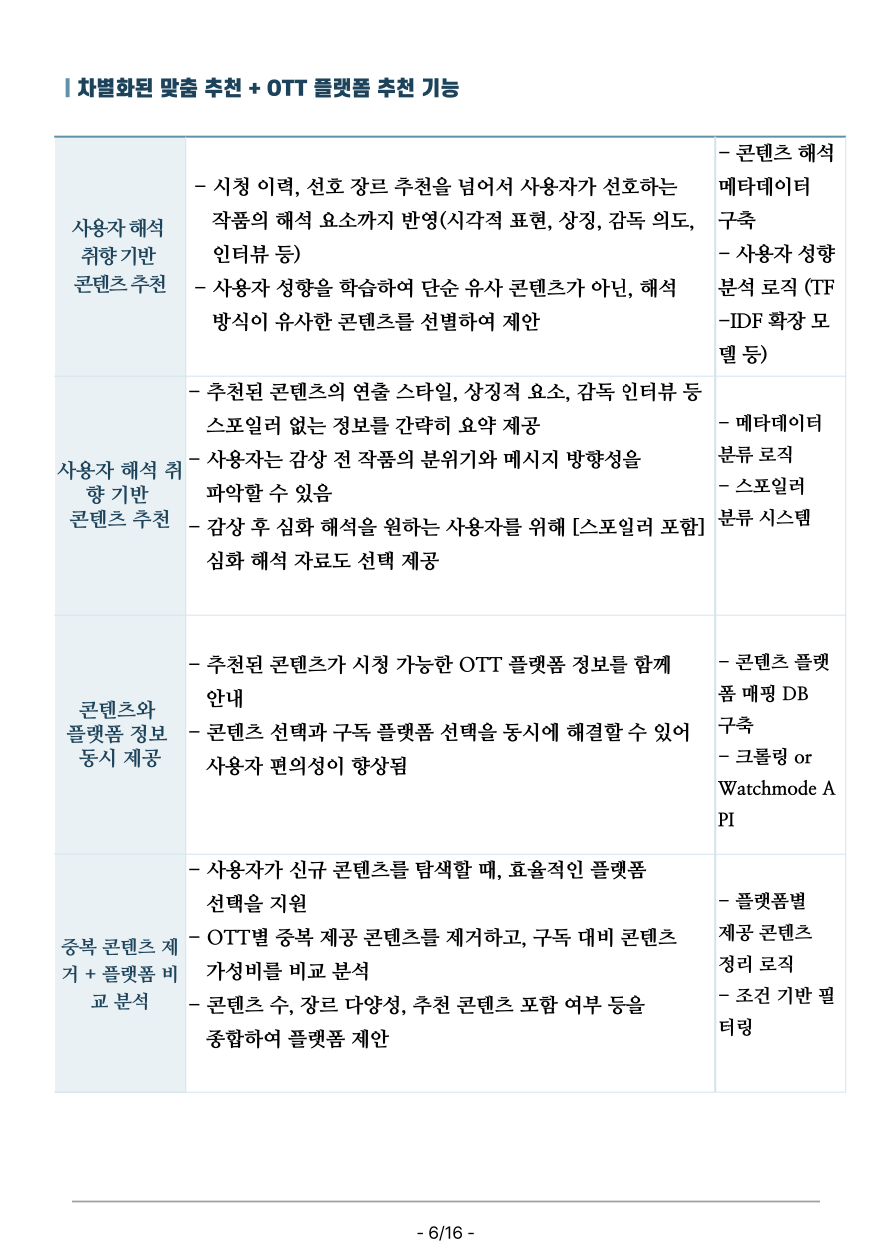 차별화된 맞춤 추천 + OTT 플랫폼 추천 기능
사용자 해석
취향 기반
콘텐츠 추천
- 시청 이력, 선호 장르 추천을 넘어서 사용자가 선호하는
작품의 해석 요소까지 반영(시각적 표현, 상징, 감독 의도,
인터뷰 등)
- 사용자 성향을 학습하여 단순 유사 콘텐츠가 아닌, 해석
방식이 유사한 콘텐츠를 선별하여 제안
- 콘텐츠 해석
메타데이터
구축
- 사용자 성향
분석 로직 (TF
-IDF 확장 모
델 등)
사용자 해석 취
향 기반
콘텐츠 추천
- 추천된 콘텐츠의 연출 스타일, 상징적 요소, 감독 인터뷰 등
스포일러 없는 정보를 간략히 요약 제공
- 사용자는 감상 전 작품의 분위기와 메시지 방향성을
파악할 수 있음
- 감상 후 심화 해석을 원하는 사용자를 위해 [스포일러 포함]
심화 해석 자료도 선택 제공
- 메타데이터
분류 로직
- 스포일러
분류 시스템
콘텐츠와
플랫폼 정보
동시 제공
- 추천된 콘텐츠가 시청 가능한 OTT 플랫폼 정보를 함께
안내
- 콘텐츠 선택과 구독 플랫폼 선택을 동시에 해결할 수 있어
사용자 편의성이 향상됨
- 콘텐츠 플랫
폼 매핑 DB
구축
- 크롤링 or
Watchmode A
PI
중복 콘텐츠 제
거 + 플랫폼 비
교 분석
- 사용자가 신규 콘텐츠를 탐색할 때, 효율적인 플랫폼
선택을 지원
- OTT별 중복 제공 콘텐츠를 제거하고, 구독 대비 콘텐츠
가성비를 비교 분석
- 콘텐츠 수, 장르 다양성, 추천 콘텐츠 포함 여부 등을
종합하여 플랫폼 제안
- 플랫폼별
제공 콘텐츠
정리 로직
- 조건 기반 필
터링
- 6/16 -